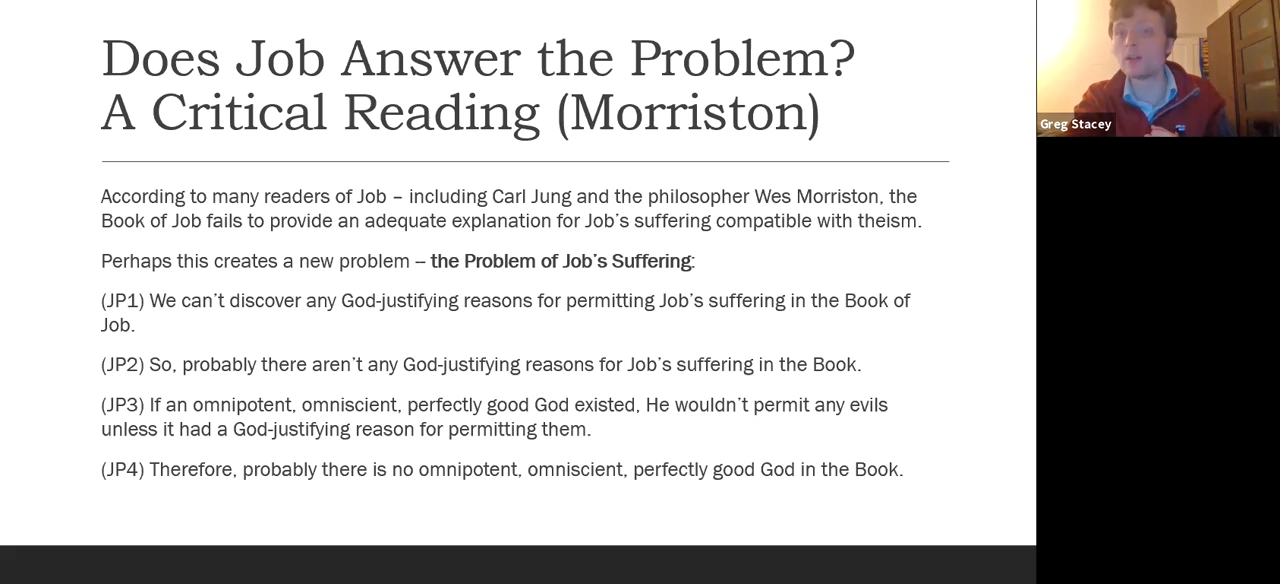 Does Job Answer the Problem?
A Critical Reading (Morriston)
According to many readers of Job – including Carl Jung and the philosopher Wes Morriston, the
Book of Job fails to provide an adequate explanation for Job’s suffering compatible with theism.
Perhaps this creates a new problem – the Problem of Job’s Suffering:
(JP1) We can’t discover any God-justifying reasons for permitting Job’s suffering in the Book of
Job.
(JP2) So, probably there aren’t any God-justifying reasons for Job’s suffering in the Book.
(JP3) If an omnipotent, omniscient, perfectly good God existed, He wouldn’t permit any evils
unless it had a God-justifying reason for permitting them.
(JP4) Therefore, probably there is no omnipotent, omniscient, perfectly good God in the Book.
Greg Stacey